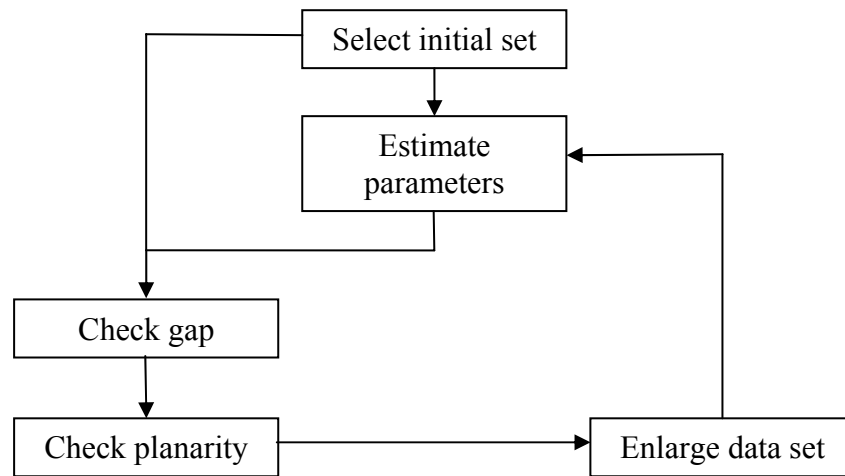 Select initial set
Estimate
parameters
Check gap
Check planarity
Enlarge data set